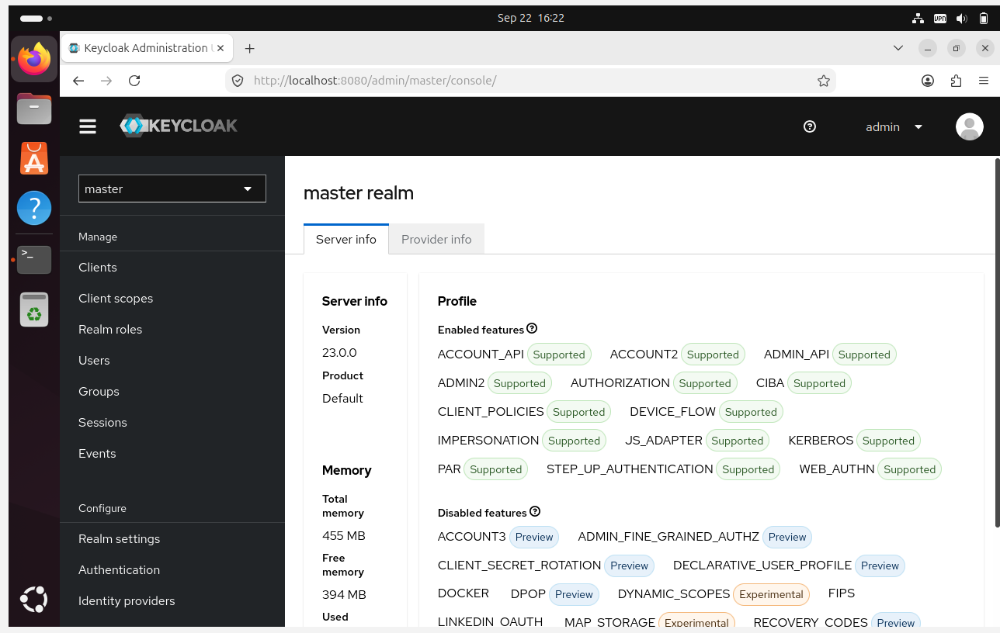 Sep 22 16:22
VPN
Keycloak Administration
http://localhost:8080/admin/master/console/
KEYCLOAK
admin
master
Manage
Clients
Client scopes
Realm roles
Users
Groups
Sessions
Events
Configure
Realm settings
Authentication
Identity providers
master realm
Server info
Provider info
Server info
Version
23.0.0
Product
Default
Memory
Total
memory
455 MB
Free
memory
394 MB
Used
Profile
Enabled features
ACCOUNT_API Supported ACCOUNT2 Supported ADMIN_API Supported
ADMIN2 Supported AUTHORIZATION Supported CIBA Supported
CLIENT_POLICIES Supported DEVICE_FLOW Supported
IMPERSONATION Supported JS_ADAPTER Supported KERBEROS Supported
PAR Supported STEP_UP_AUTHENTICATION Supported WEB_AUTHN Supported
Disabled features
ACCOUNT3 Preview ADMIN_FINE_GRAINED_AUTHZ Preview
CLIENT_SECRET_ROTATION Preview DECLARATIVE_USER_PROFILE Preview
DOCKER DPOP Preview DYNAMIC_SCOPES Experimental FIPS
LINKEDIN_OAUTH MAP_STORAGE Experimental RECOVERY_CODES Preview